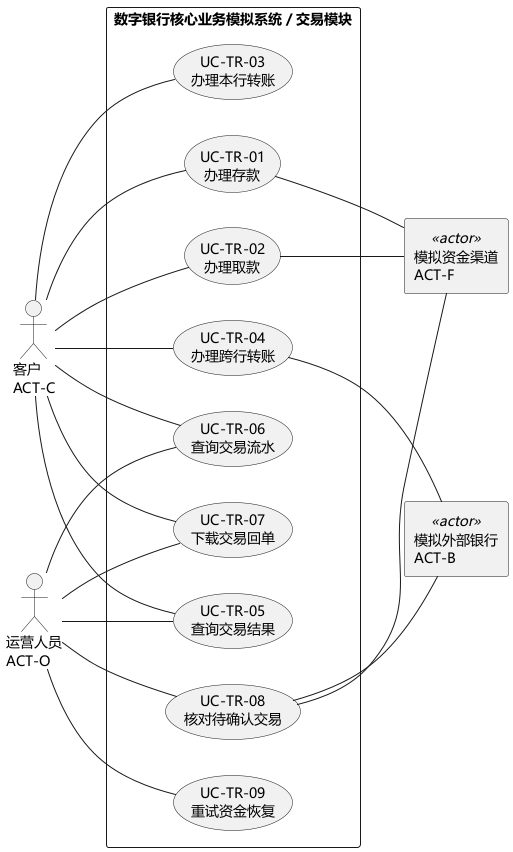 数字银行核心业务模拟系统 / 交易模块
UC-TR-03
办理本行转账
UC-TR-01
办理存款
UC-TR-02
办理取款
«actor»
模拟资金渠道
ACT-F
UC-TR-04
办理跨行转账
客户
ACT-C
UC-TR-06
查询交易流水
UC-TR-07
下载交易回单
«actor»
模拟外部银行
ACT-B
UC-TR-05
查询交易结果
运营人员
ACT-O
UC-TR-08
核对待确认交易
UC-TR-09
重试资金恢复